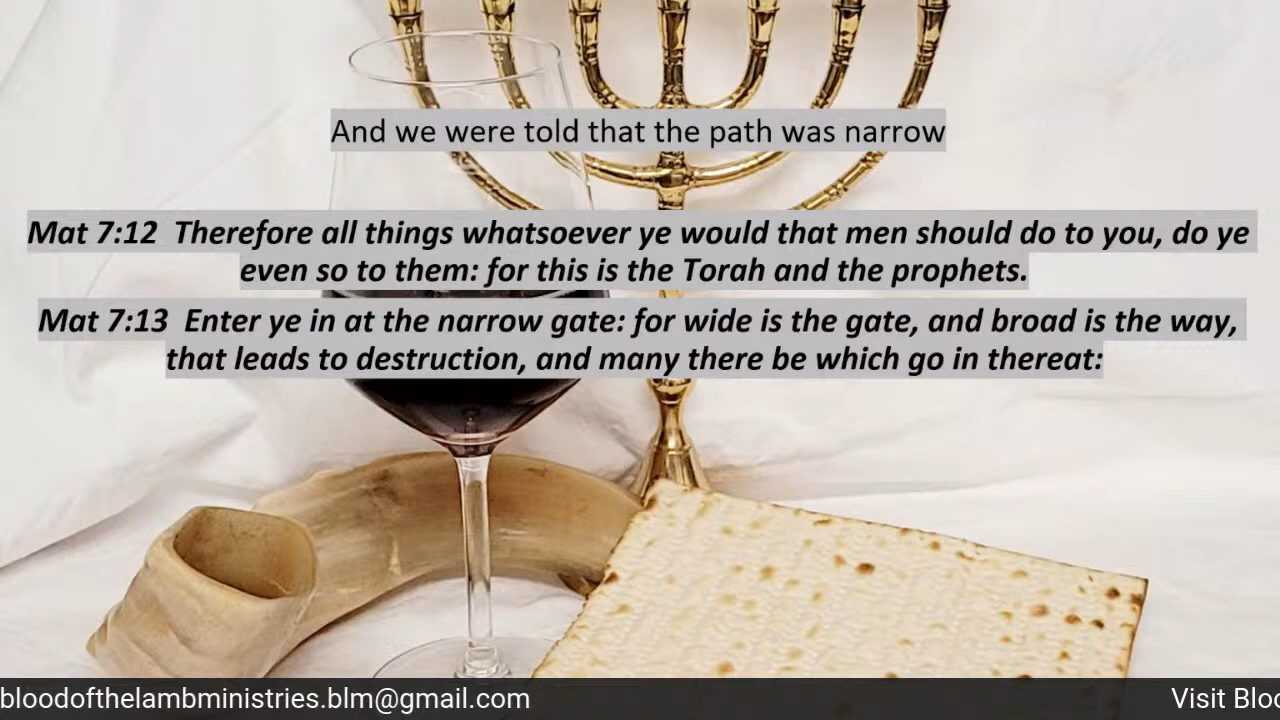 And we were told that the path was narrow
Mat 7:12 Therefore all things whatsoever ye would that men should do to you, do ye
even so to them: for this is the Torah and the prophets.
Mat 7:13 Enter ye in at the narrow gate: for wide is the gate, and broad is the way,
that leads to destruction, and many there be which go in thereat:
bloodofthelambministries.blm@gmail.com
Visit